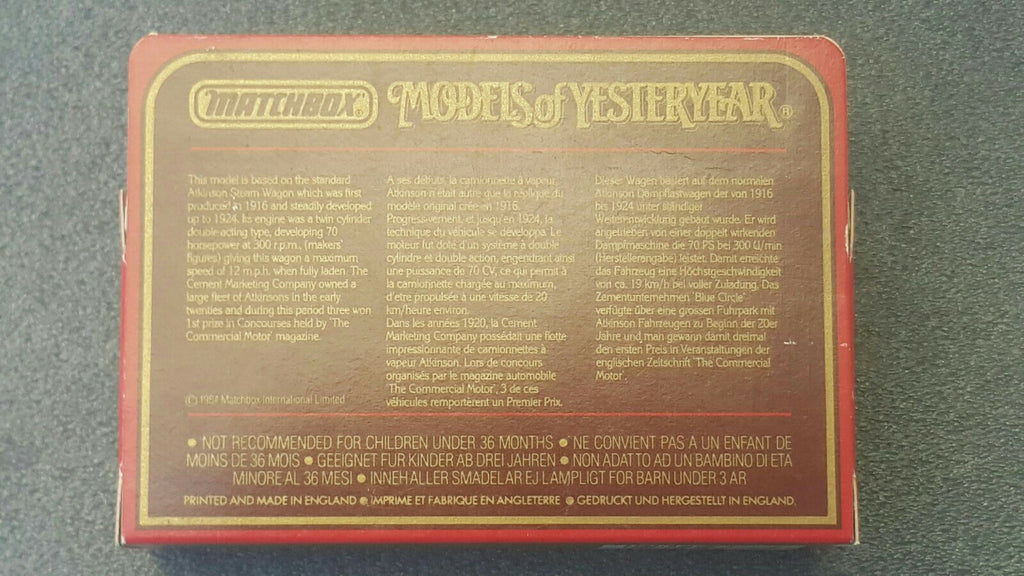 MATCHBOX®
MODELS of YESTERYEAR®
This model is based on the standard
Atkinson Steam Wagon which was first
produced in 1916 and steadily developed
up to 1924. Its engine was a twin cylinder
double-acting type, developing 70
horsepower at 300 r.p.m., (makers'
figures) giving this wagon a maximum
speed of 12 m.p.h. when fully laden. The
Cement Marketing Company owned a
large fleet of Atkinsons in the early
twenties and during this period three won
1st prize in Concourses held by 'The
Commercial Motor' magazine.
© 1984 Matchbox International Limited
A ses débuts, la camionnette à vapeur
Atkinson n'était autre que la réplique du
modèle original crée en 1916.
Progressivement, et jusqu'en 1924, la
technique du véhicule se développa. Le
moteur fut doté d'un système à double
cylindre et double action, engendrant ainsi
une puissance de 70 CV, ce qui permit à
la camionnette chargée au maximum,
d'etre propulsée à une vitesse de 20
km/heure environ.
Dans les années 1920, la Cement
Marketing Company possédait une flotte
impressionnante de camionnettes à
vapeur Atkinson. Lors de concours
organisés par le magazine automobile
'The Commercial Motor', 3 de ces
véhicules remportèrent un Premier Prix.
Dieser Wagen basiert auf dem normalen
Atkinson Dampflastwagen der von 1916
bis 1924 unter ständiger
Weiterentwicklung gebaut wurde. Er wird
angetrieben von einer doppelt wirkenden
Dampfmaschine die 70 PS bei 300 U/min
(Herstellerangabe) leistet. Damit erreichte
das Fahrzeug eine Höchstgeschwindigkeit
von ca. 19 km/h bei voller Zuladung. Das
Zementunternehmen 'Blue Circle'
verfügte über eine grossen Fuhrpark mit
Atkinson Fahrzeugen zu Beginn der 20er
Jahre und man gewann damit dreimal
den ersten Preis in Veranstaltungen der
englischen Zeitschrift 'The Commercial
Motor'.
• NOT RECOMMENDED FOR CHILDREN UNDER 36 MONTHS • NE CONVIENT PAS A UN ENFANT DE
MOINS DE 36 MOIS • GEEIGNET FUR KINDER AB DREI JAHREN • NON ADATTO AD UN BAMBINO DI ETA
MINORE AL 36 MESI • INNEHALLER SMADELAR EJ LAMPLIGT FOR BARN UNDER 3 AR
PRINTED AND MADE IN ENGLAND • IMPRIME ET FABRIQUE EN ANGLETERRE • GEDRUCKT UND HERGESTELLT IN ENGLAND.